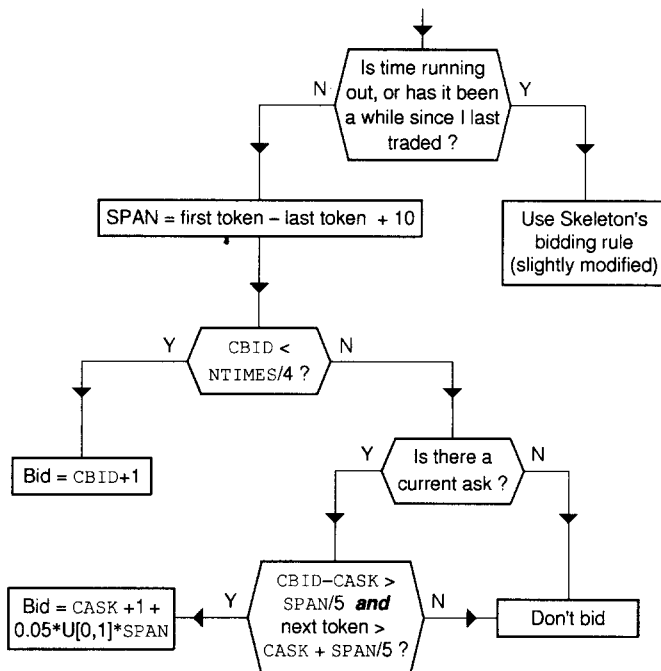 Is time running
out, or has it been
a while since I last
traded ?
N
Y
SPAN = first token – last token + 10
Use Skeleton's
bidding rule
(slightly modified)
CBID <
NTIMES/4 ?
Y
N
Bid = CBID+1
Is there a
current ask ?
Y
N
CBID–CASK >
SPAN/5 and
next token >
CASK + SPAN/5 ?
Y
N
Bid = CASK +1 +
0.05*U[0,1]*SPAN
Don't bid